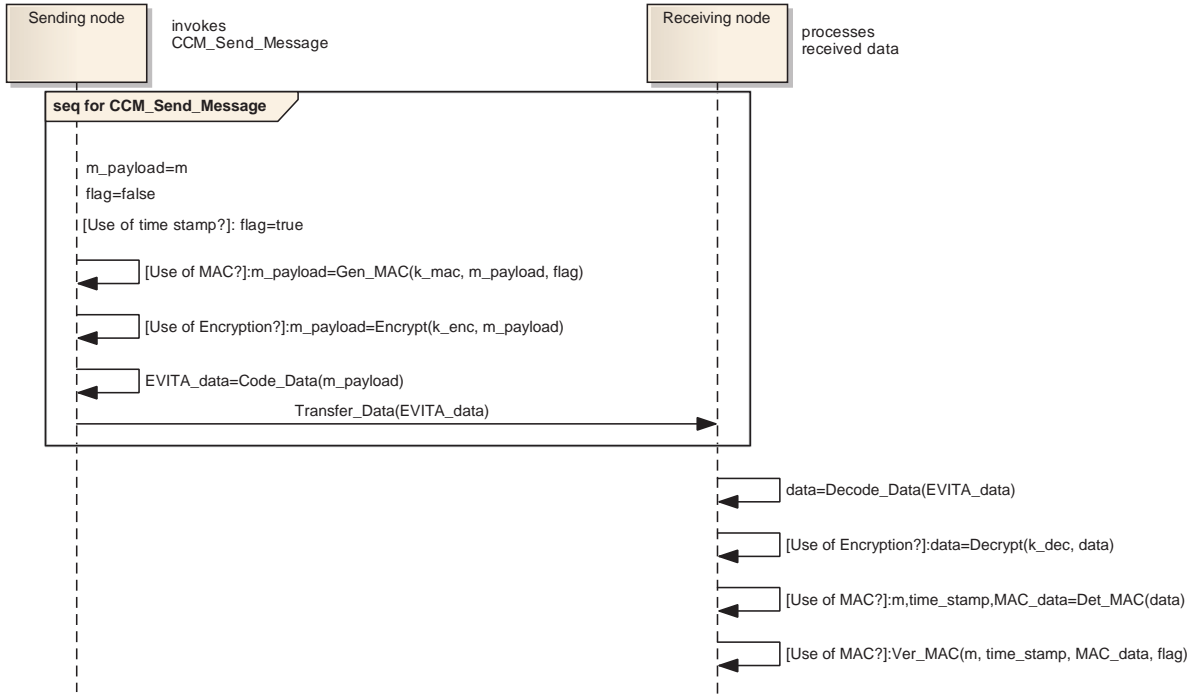 Sending node
invokes
CCM_Send_Message
Receiving node
processes
received data
seq for CCM_Send_Message
m_payload=m
flag=false
[Use of time stamp?]: flag=true
[Use of MAC?]:m_payload=Gen_MAC(k_mac, m_payload, flag)
[Use of Encryption?]:m_payload=Encrypt(k_enc, m_payload)
EVITA_data=Code_Data(m_payload)
Transfer_Data(EVITA_data)
data=Decode_Data(EVITA_data)
[Use of Encryption?]:data=Decrypt(k_dec, data)
[Use of MAC?]:m,time_stamp,MAC_data=Det_MAC(data)
[Use of MAC?]:Ver_MAC(m, time_stamp, MAC_data, flag)